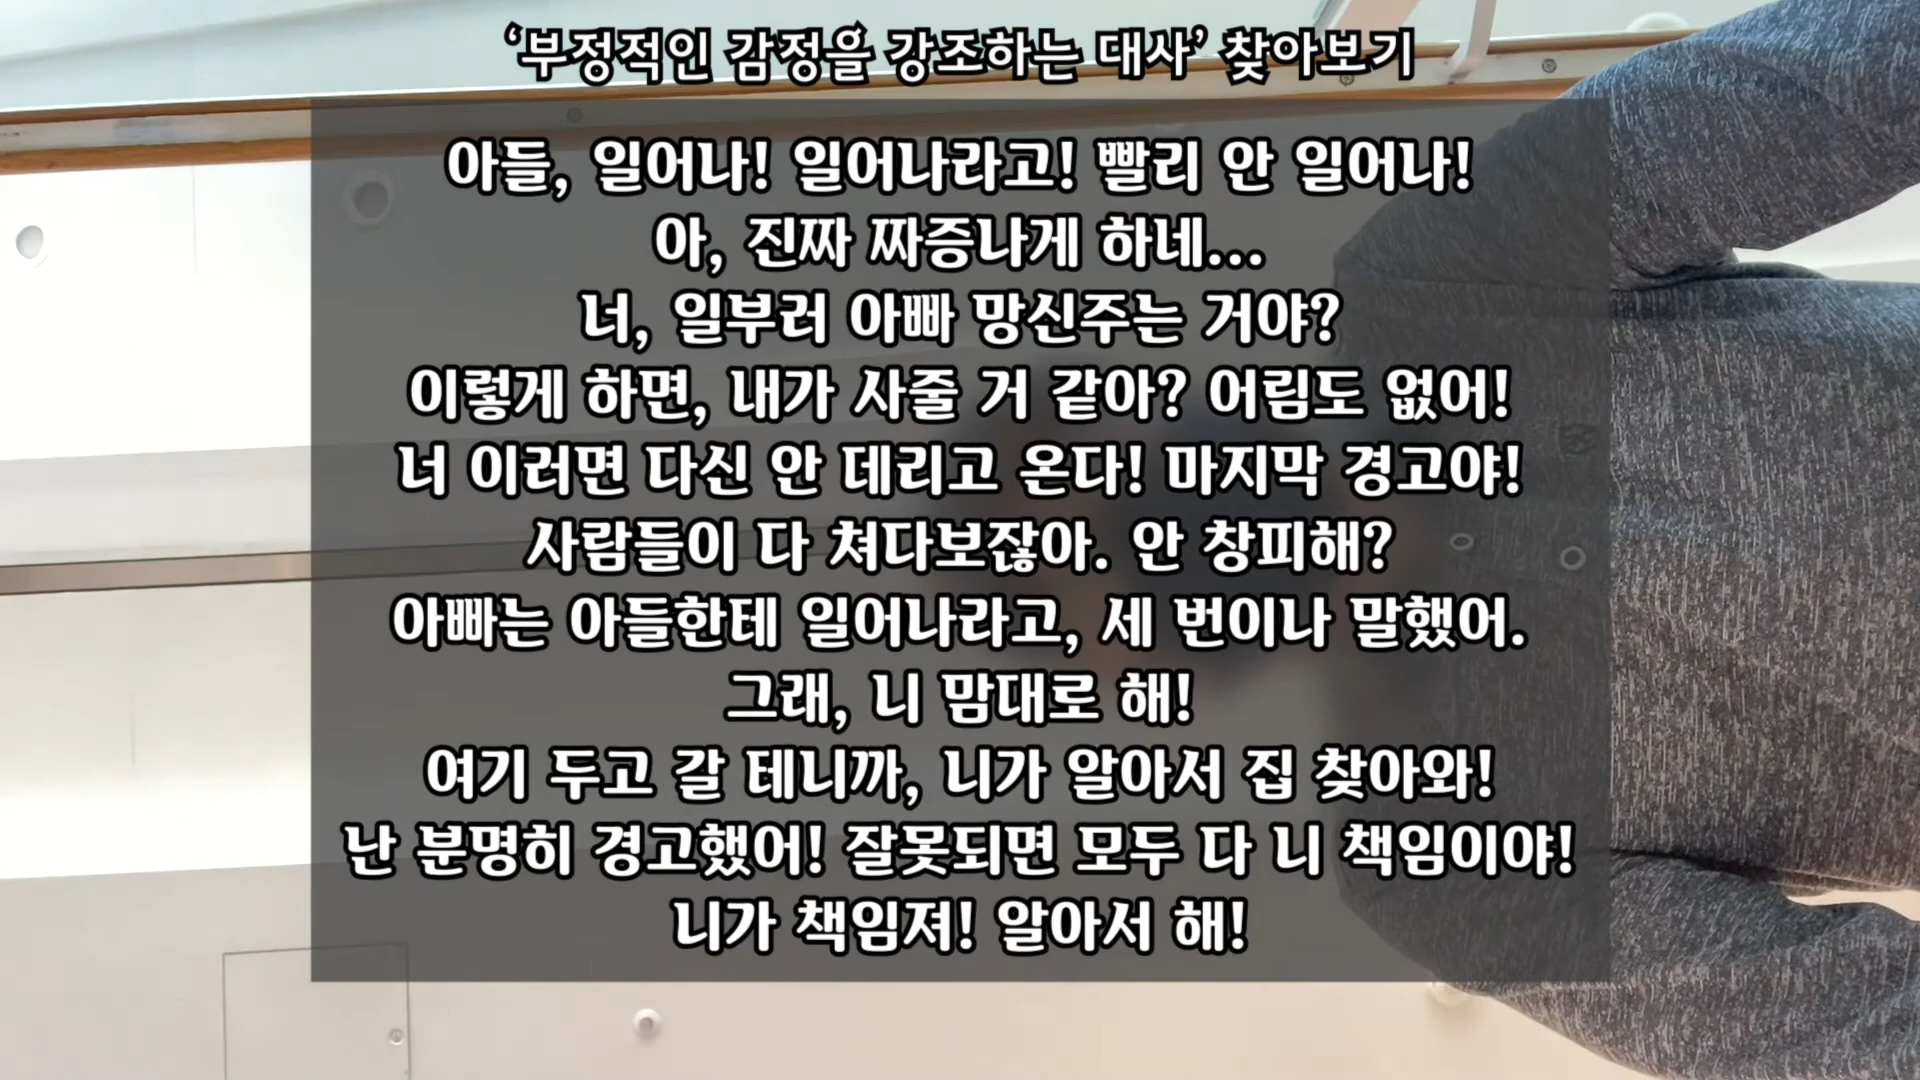 ‘부정적인 감정을 강조하는 대사’ 찾아보기
아들, 일어나! 일어나라고! 빨리 안 일어나!
아, 진짜 짜증나게 하네...
너, 일부러 아빠 망신주는 거야?
이렇게 하면, 내가 사줄 거 같아? 어림도 없어!
너 이러면 다신 안 데리고 온다! 마지막 경고야!
사람들이 다 쳐다보잖아. 안 창피해?
아빠는 아들한테 일어나라고, 세 번이나 말했어.
그래, 니 맘대로 해!
여기 두고 갈 테니까, 니가 알아서 집 찾아와!
난 분명히 경고했어! 잘못되면 모두 다 니 책임이야!
니가 책임져! 알아서 해!